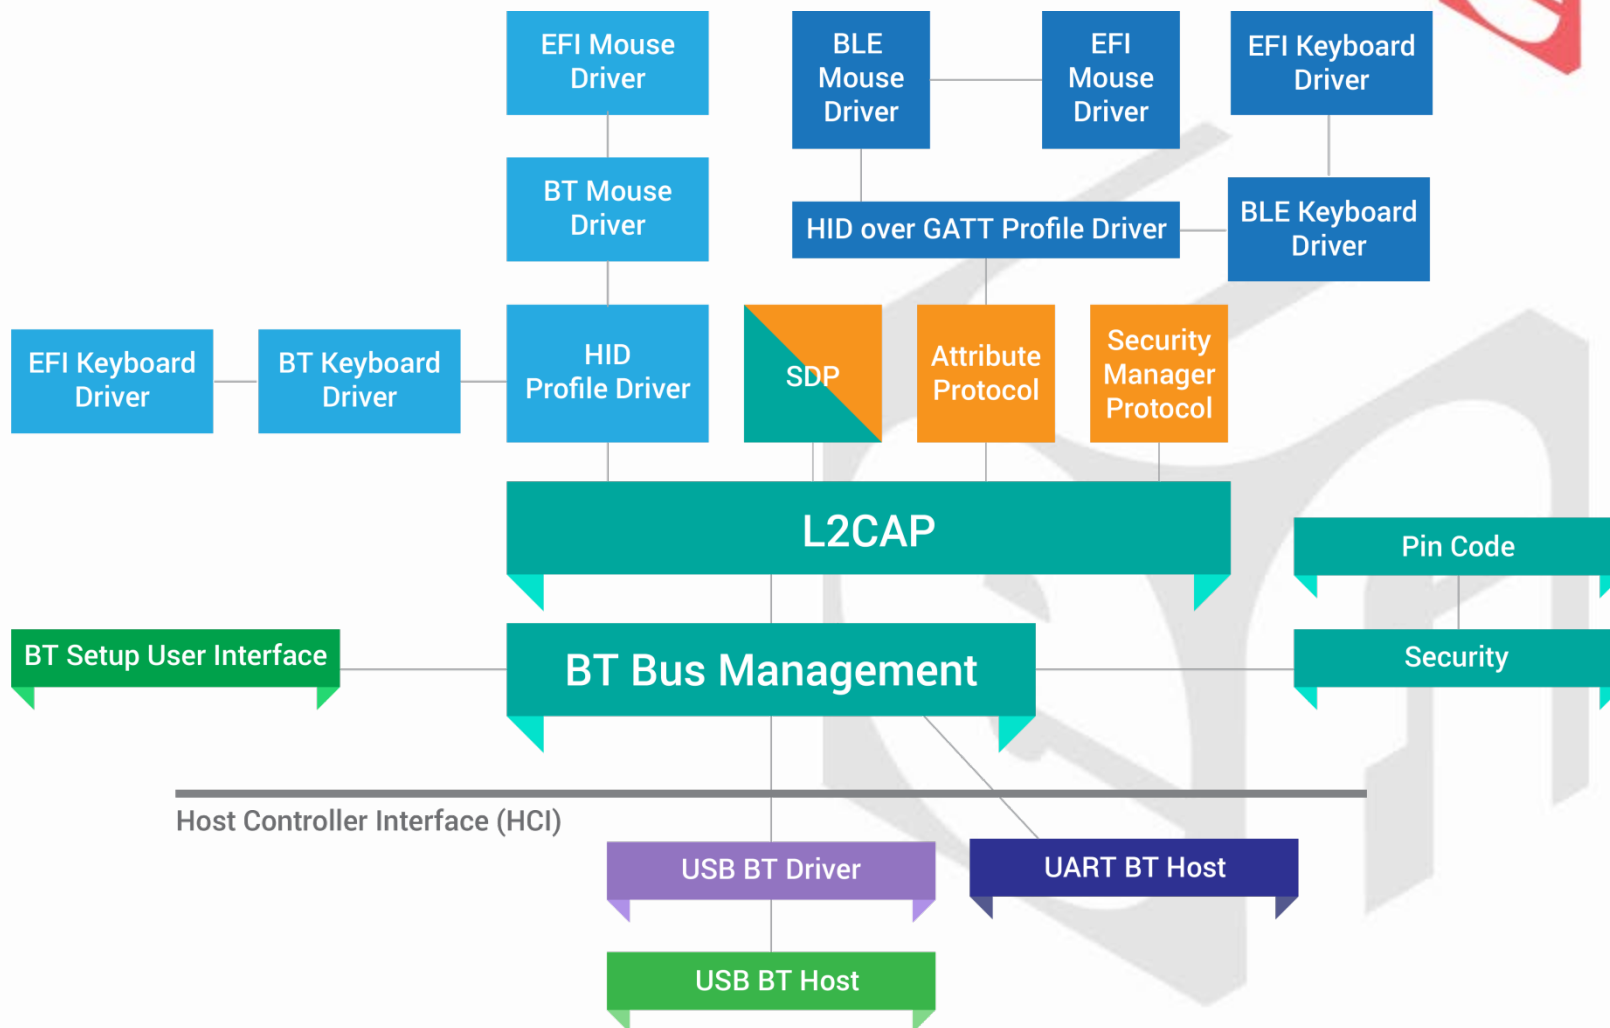 EFI Mouse
Driver
BLE
Mouse
Driver
EFI
Mouse
Driver
EFI Keyboard
Driver
BT Mouse
Driver
HID over GATT Profile Driver
BLE Keyboard
Driver
EFI Keyboard
Driver
BT Keyboard
Driver
HID
Profile Driver
SDP
Attribute
Protocol
Security
Manager
Protocol
L2CAP
Pin Code
BT Setup User Interface
BT Bus Management
Security
Host Controller Interface (HCI)
USB BT Driver
UART BT Host
USB BT Host